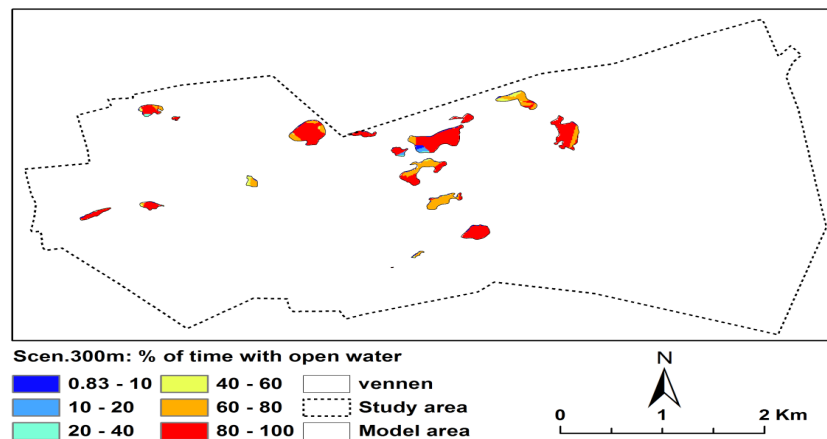 Scen.300m: % of time with open water
0.83 - 10
40 - 60
vennen
10 - 20
60 - 80
Study area
20 - 40
80 - 100
Model area
N
0 1 2 Km